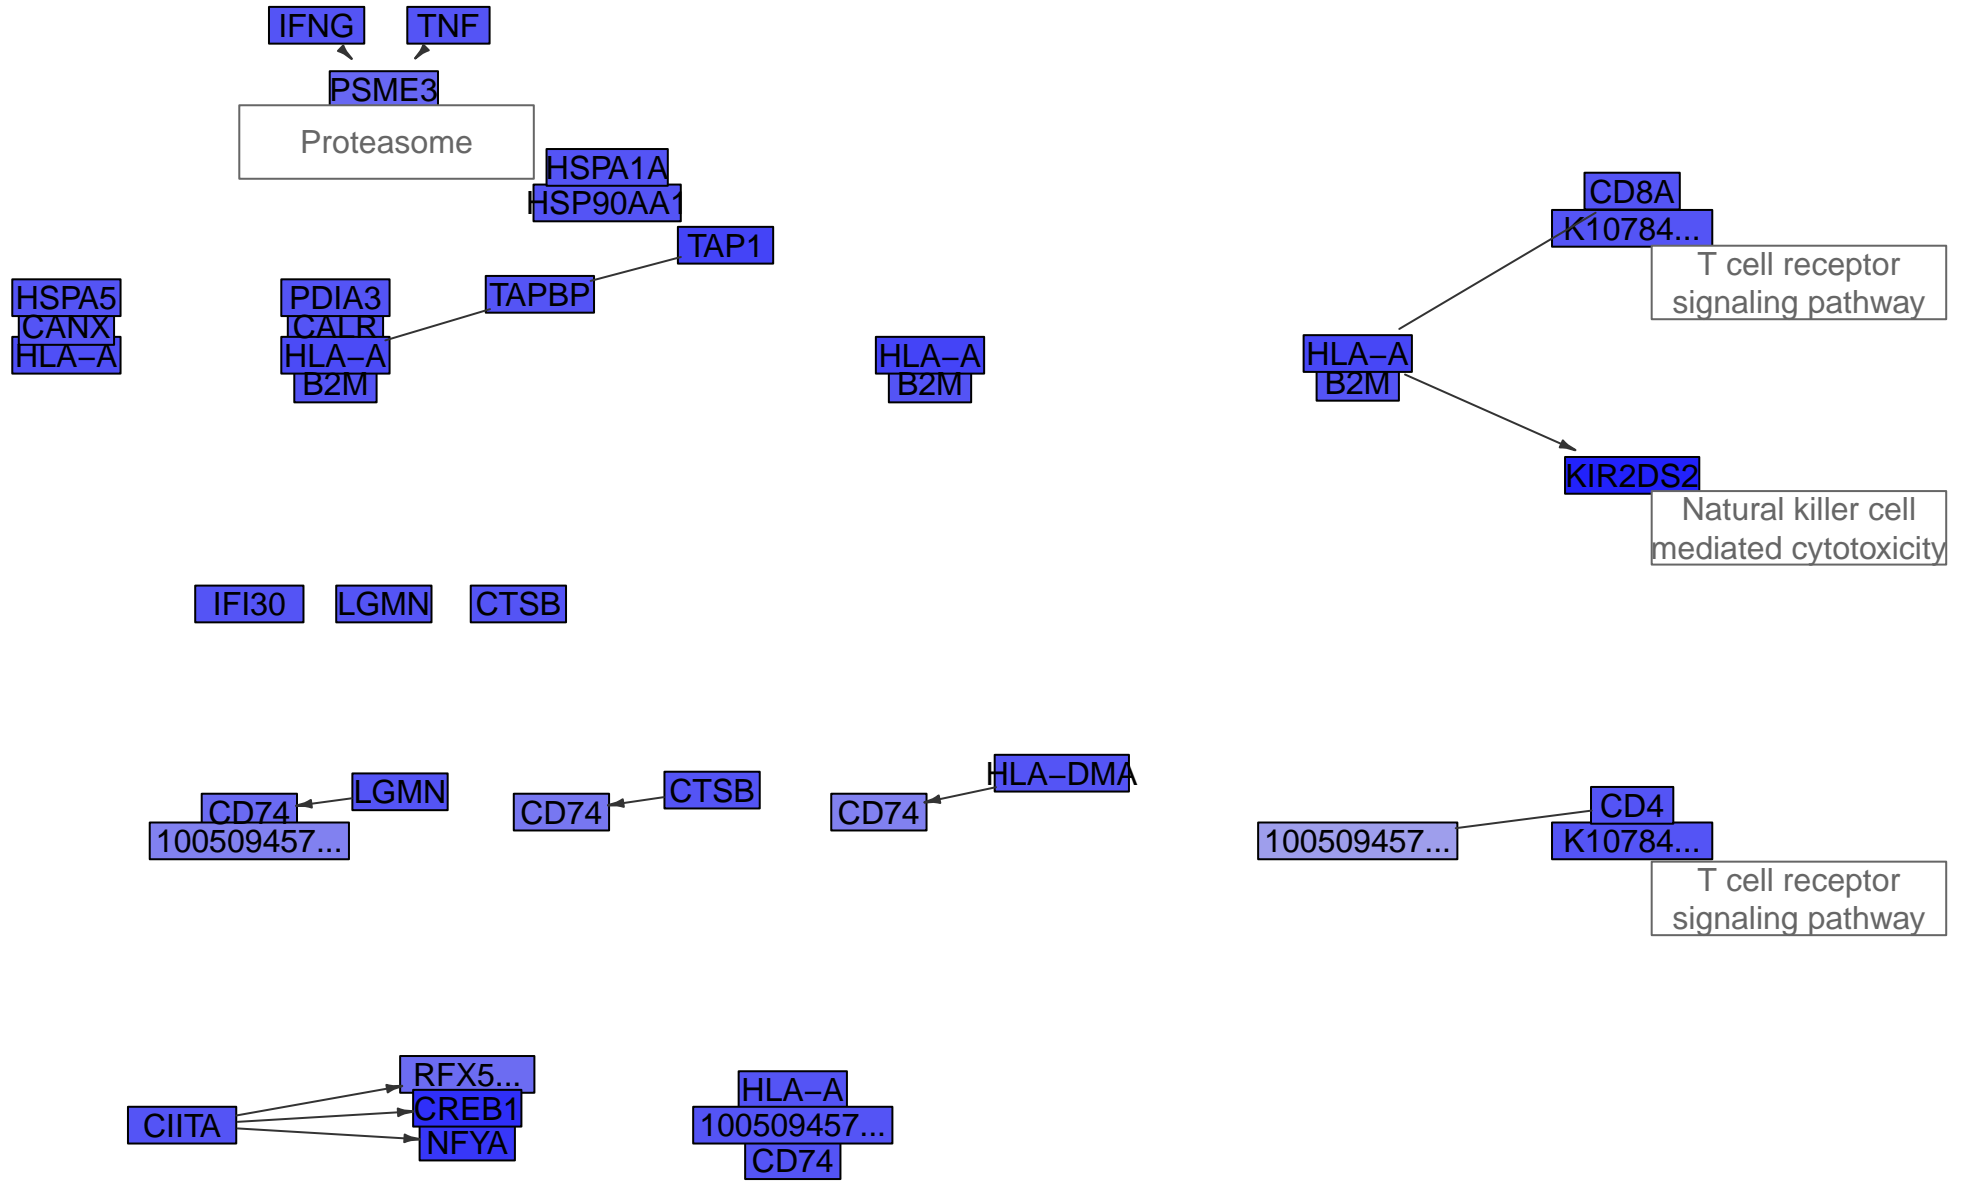 IFNG
TNF
PSME3
Proteasome
HSPA1A
HSP90AA1
TAP1
TAPBP
CD8A
K10784...
T cell receptor
signaling pathway
HSPA5
CANX
HLA−A
PDIA3
CALR
HLA−A
B2M
HLA−A
B2M
HLA−A
B2M
KIR2DS2
Natural killer cell
mediated cytotoxicity
IFI30
LGMN
CTSB
LGMN
CD74
100509457...
CTSB
CD74
HLA−DMA
CD74
CD4
100509457...
K10784...
T cell receptor
signaling pathway
RFX5...
CREB1
CIITA
NFYA
HLA−A
100509457...
CD74